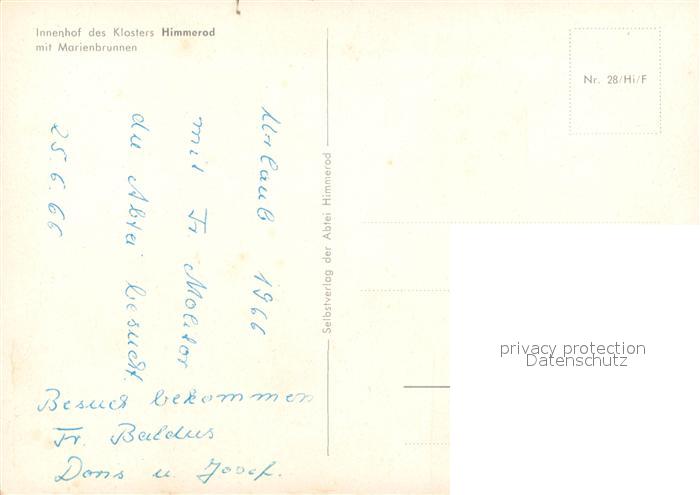 Innenhof des Klosters Himmerod
mit Marienbrunnen
Nr. 28/Hi/F
Selbstverlag der Abtei Himmerod
Urlaub 1966
mit Fr. Molitor
die Abtei besucht.
25.6.66
Besuch bekommen
Fr. Baldus
Doris u. Josef.
privacy protection
Datenschutz